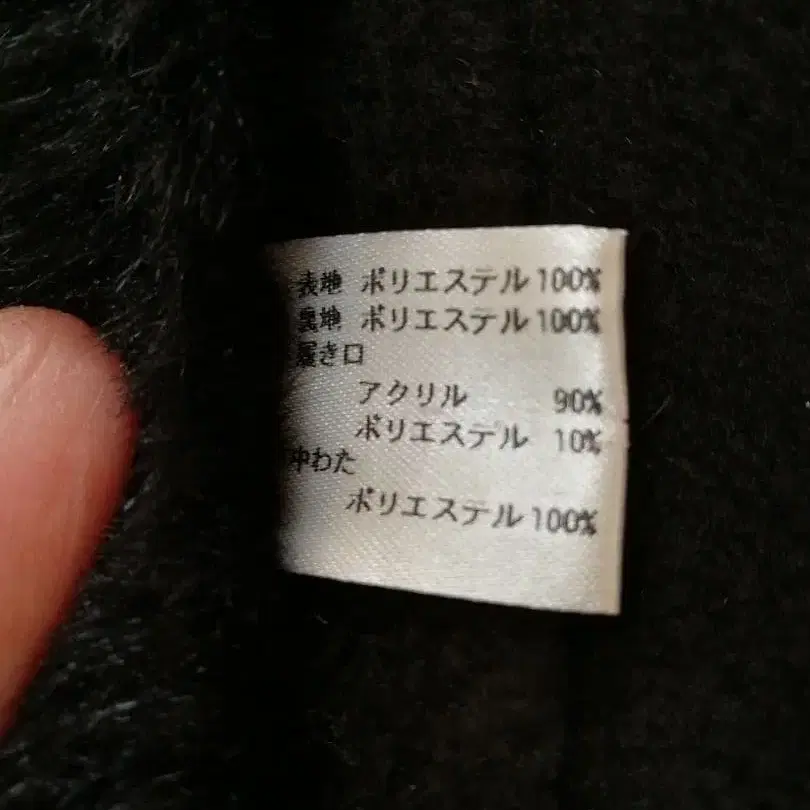 表地 ポリエステル 100%
裏地 ポリエステル 100%
履き口
アクリル 90%
ポリエステル 10%
中わた
ポリエステル 100%